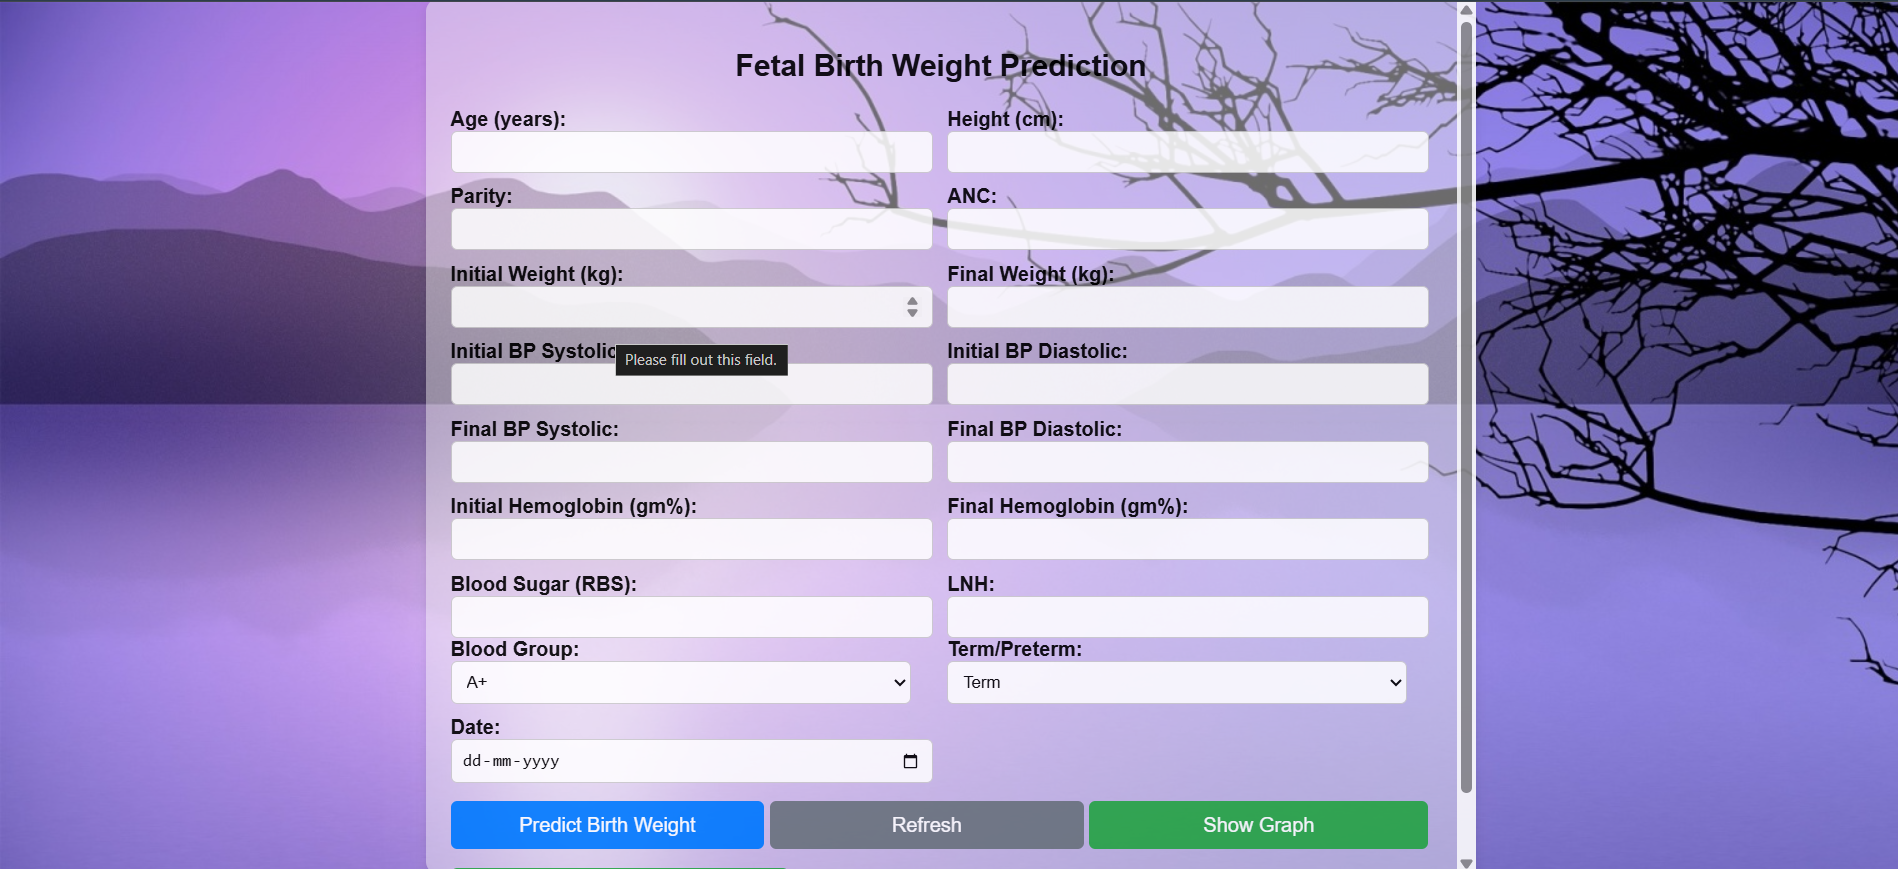 Fetal Birth Weight Prediction
Age (years): Height (cm):
Parity: ANC:
Initial Weight (kg): Final Weight (kg):
Initial BP Systolic Initial BP Diastolic:
Please fill out this field.
Final BP Systolic: Final BP Diastolic:
Initial Hemoglobin (gm%): Final Hemoglobin (gm%):
Blood Sugar (RBS): LNH:
Blood Group: Term/Preterm:
A+ Term
Date:
dd-mm-yyyy
Predict Birth Weight Refresh Show Graph